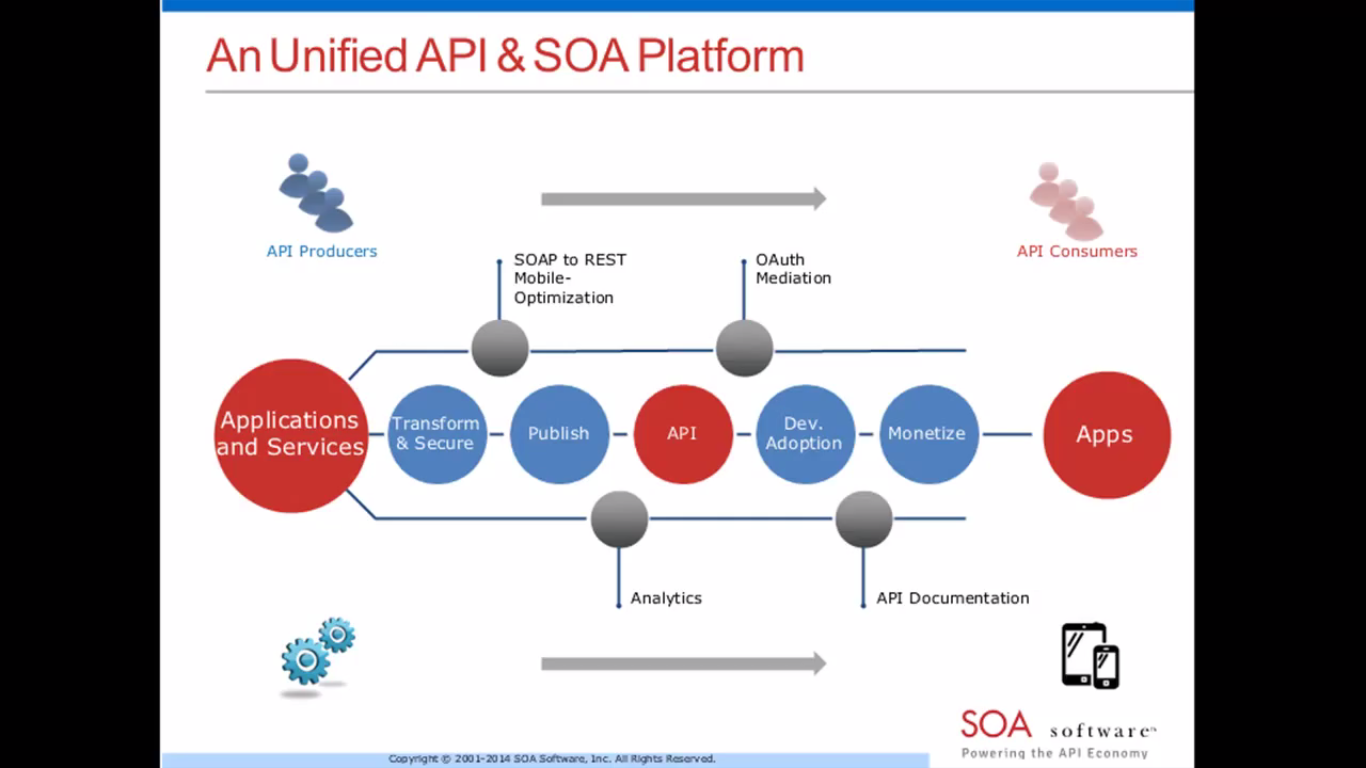 An Unified API & SOA Platform
API Producers
API Consumers
SOAP to REST
Mobile-
Optimization
OAuth
Mediation
Applications
and Services
Transform
& Secure
Publish
API
Dev.
Adoption
Monetize
Apps
Analytics
API Documentation
SOA software™
Powering the API Economy
Copyright © 2001-2014 SOA Software, Inc. All Rights Reserved.